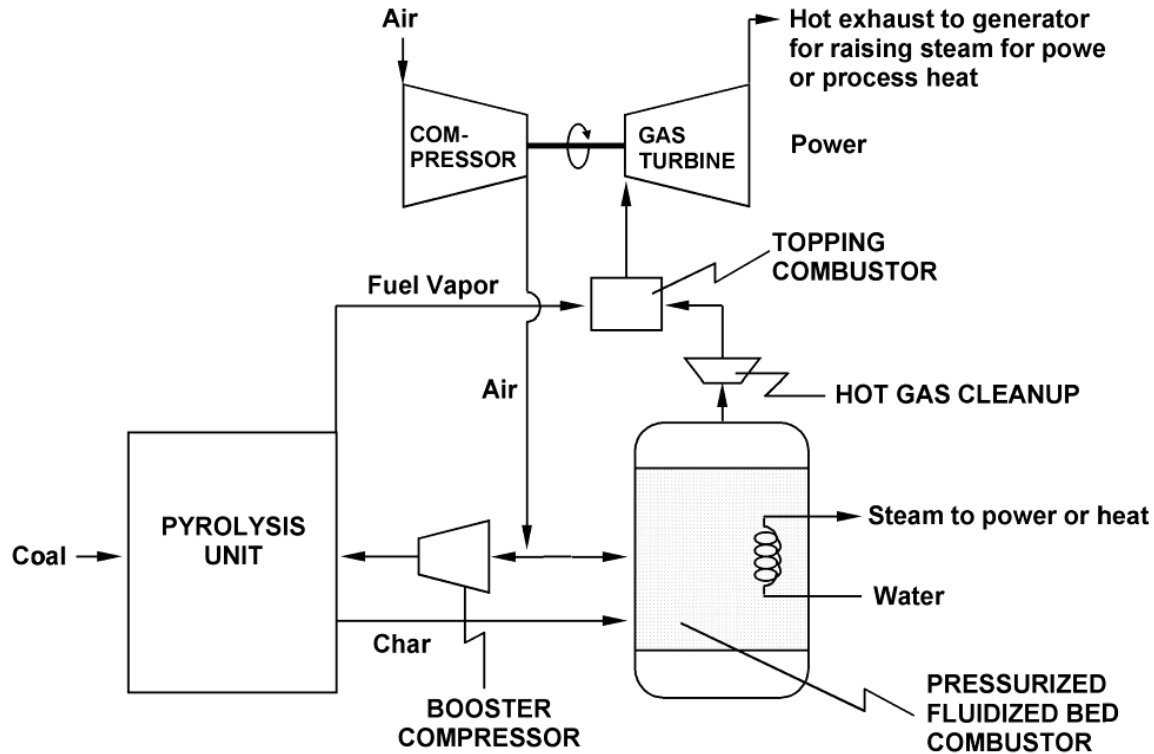 Air
Hot exhaust to generator
for raising steam for powe
or process heat
COM-
PRESSOR
GAS
TURBINE
Power
TOPPING
COMBUSTOR
Fuel Vapor
Air
HOT GAS CLEANUP
PYROLYSIS
UNIT
Steam to power or heat
Coal
Water
Char
BOOSTER
COMPRESSOR
PRESSURIZED
FLUIDIZED BED
COMBUSTOR